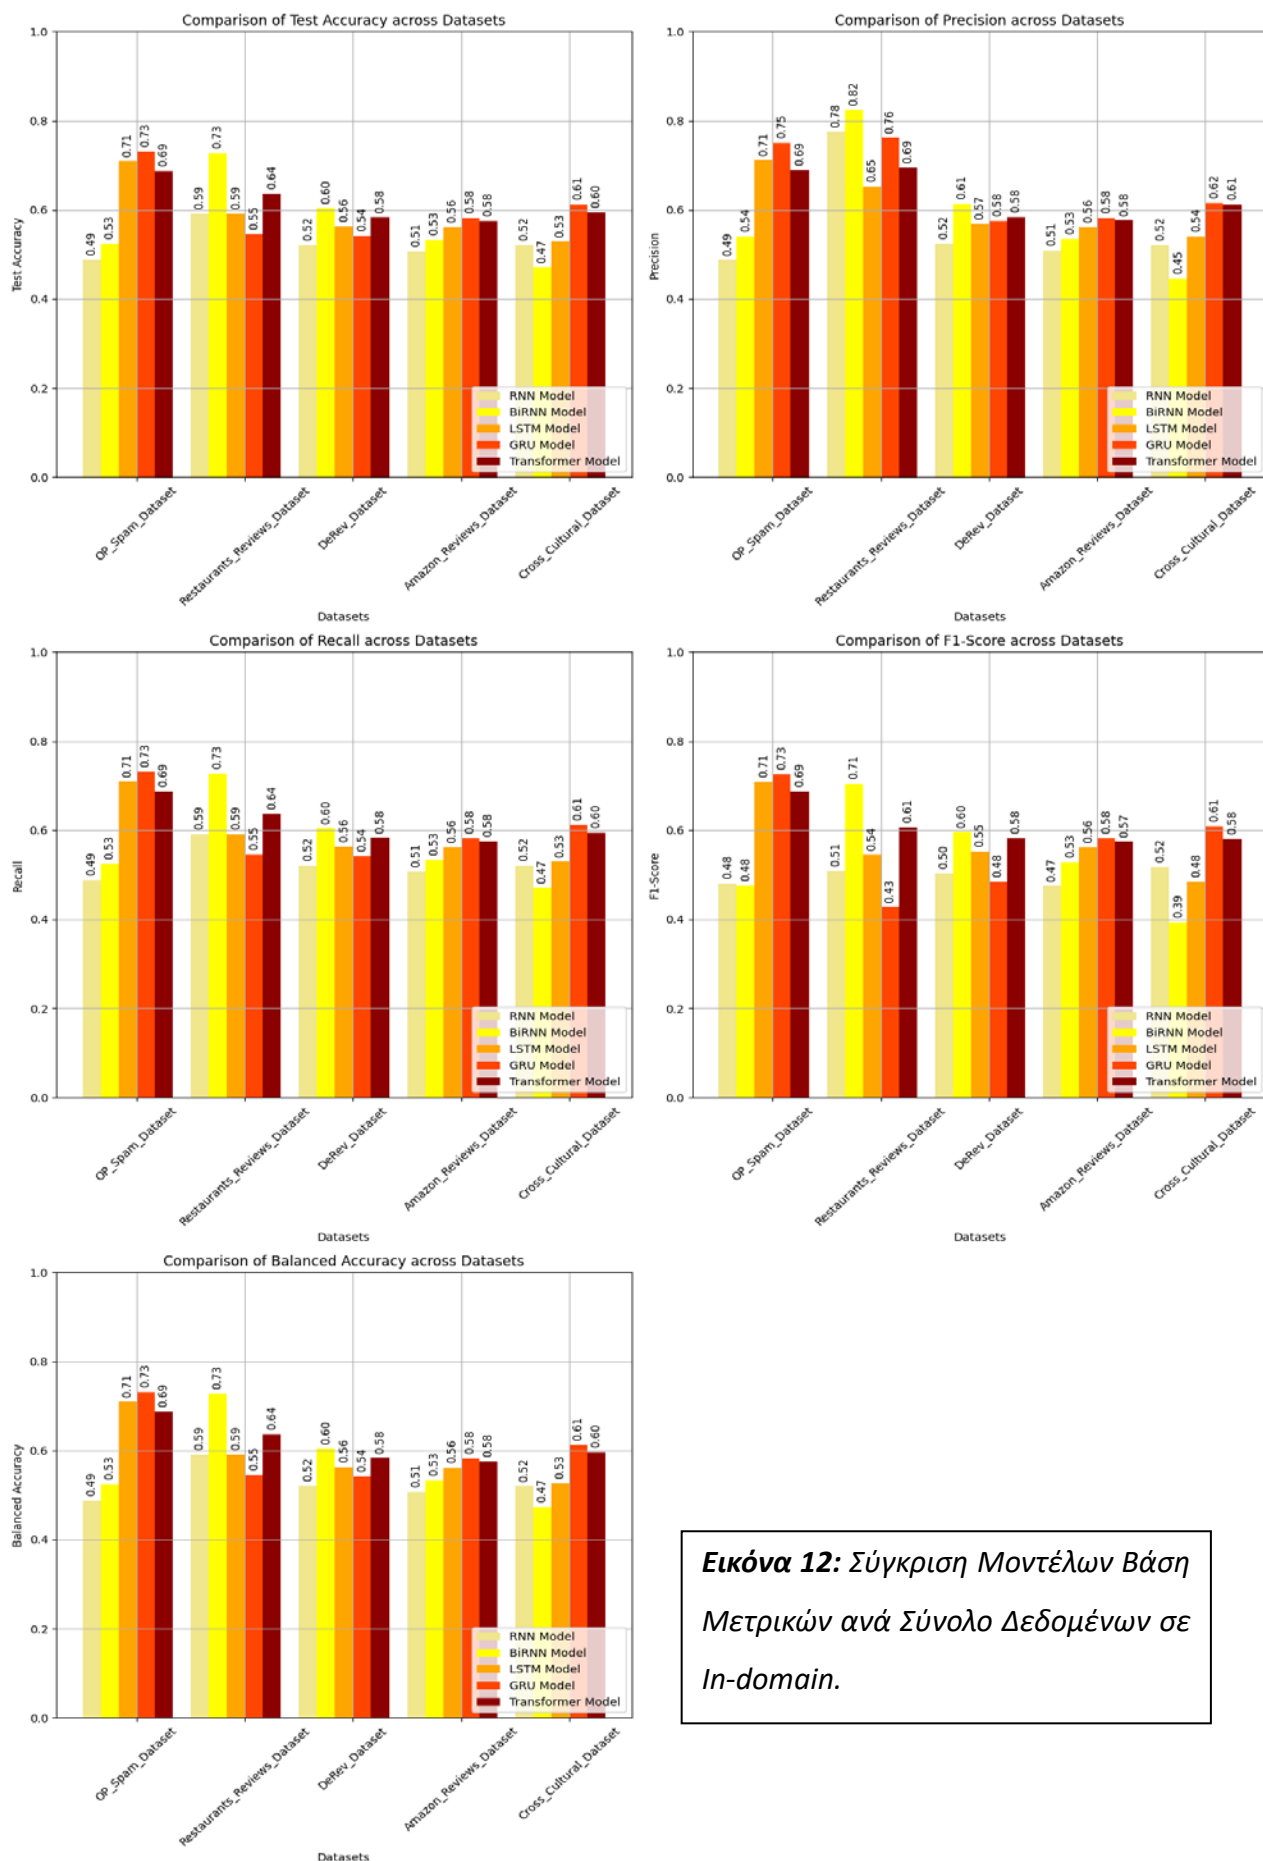 Comparison of Test Accuracy across Datasets
Test Accuracy
1.0
0.8
0.6
0.4
0.2
0.0
0.49 0.53 0.71 0.73 0.69
0.59 0.73 0.59 0.55 0.64
0.52 0.60 0.56 0.54 0.58
0.51 0.53 0.56 0.58 0.58
0.52 0.47 0.53 0.61 0.60
RNN Model
BiRNN Model
LSTM Model
GRU Model
Transformer Model
OP_Spam_Dataset
Restaurants_Reviews_Dataset
DeRev_Dataset
Amazon_Reviews_Dataset
Cross_Cultural_Dataset
Datasets
Comparison of Precision across Datasets
Precision
1.0
0.8
0.6
0.4
0.2
0.0
0.49 0.54 0.71 0.75 0.69
0.78 0.82 0.65 0.76 0.69
0.52 0.61 0.57 0.58 0.58
0.51 0.53 0.56 0.58 0.58
0.52 0.45 0.54 0.62 0.61
RNN Model
BiRNN Model
LSTM Model
GRU Model
Transformer Model
OP_Spam_Dataset
Restaurants_Reviews_Dataset
DeRev_Dataset
Amazon_Reviews_Dataset
Cross_Cultural_Dataset
Datasets
Comparison of Recall across Datasets
Recall
1.0
0.8
0.6
0.4
0.2
0.0
0.49 0.53 0.71 0.73 0.69
0.59 0.73 0.59 0.55 0.64
0.52 0.60 0.56 0.54 0.58
0.51 0.53 0.56 0.58 0.58
0.52 0.47 0.53 0.61 0.60
RNN Model
BiRNN Model
LSTM Model
GRU Model
Transformer Model
OP_Spam_Dataset
Restaurants_Reviews_Dataset
DeRev_Dataset
Amazon_Reviews_Dataset
Cross_Cultural_Dataset
Datasets
Comparison of F1-Score across Datasets
F1-Score
1.0
0.8
0.6
0.4
0.2
0.0
0.48 0.48 0.71 0.73 0.69
0.51 0.71 0.54 0.43 0.61
0.50 0.60 0.55 0.48 0.58
0.47 0.53 0.56 0.58 0.57
0.52 0.39 0.48 0.61 0.58
RNN Model
BiRNN Model
LSTM Model
GRU Model
Transformer Model
OP_Spam_Dataset
Restaurants_Reviews_Dataset
DeRev_Dataset
Amazon_Reviews_Dataset
Cross_Cultural_Dataset
Datasets
Comparison of Balanced Accuracy across Datasets
Balanced Accuracy
1.0
0.8
0.6
0.4
0.2
0.0
0.49 0.53 0.71 0.73 0.69
0.59 0.73 0.59 0.55 0.64
0.52 0.60 0.56 0.54 0.58
0.51 0.53 0.56 0.58 0.58
0.52 0.47 0.53 0.61 0.60
RNN Model
BiRNN Model
LSTM Model
GRU Model
Transformer Model
OP_Spam_Dataset
Restaurants_Reviews_Dataset
DeRev_Dataset
Amazon_Reviews_Dataset
Cross_Cultural_Dataset
Datasets
Εικόνα 12: Σύγκριση Μοντέλων Βάση
Μετρικών ανά Σύνολο Δεδομένων σε
In-domain.